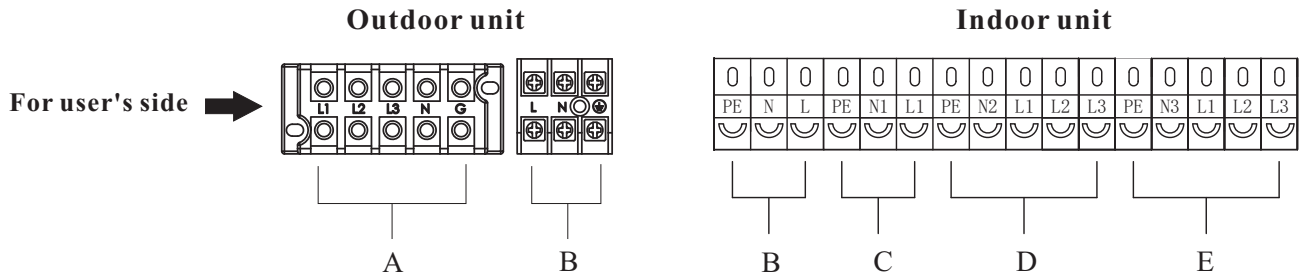 Outdoor unit
Indoor unit
For user's side
L1 L2 L3 N G
L N
PE N L PE N1 L1 PE N2 L1 L2 L3 PE N3 L1 L2 L3
A
B
B
C
D
E